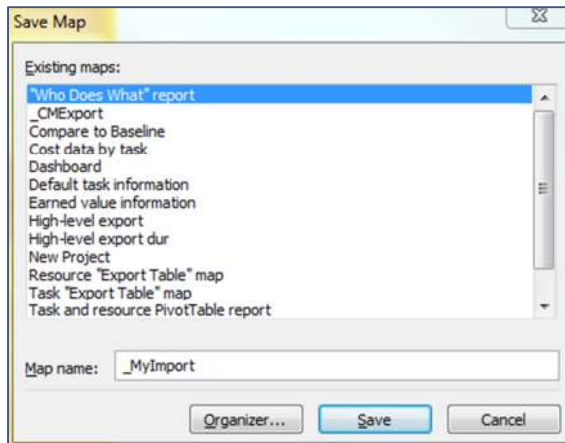 Save Map
Existing maps:
"Who Does What" report
_CMExport
Compare to Baseline
Cost data by task
Dashboard
Default task information
Earned value information
High-level export
High-level export dur
New Project
Resource "Export Table" map
Task "Export Table" map
Task and resource PivotTable report
Map name: _MyImport
Organizer... Save Cancel